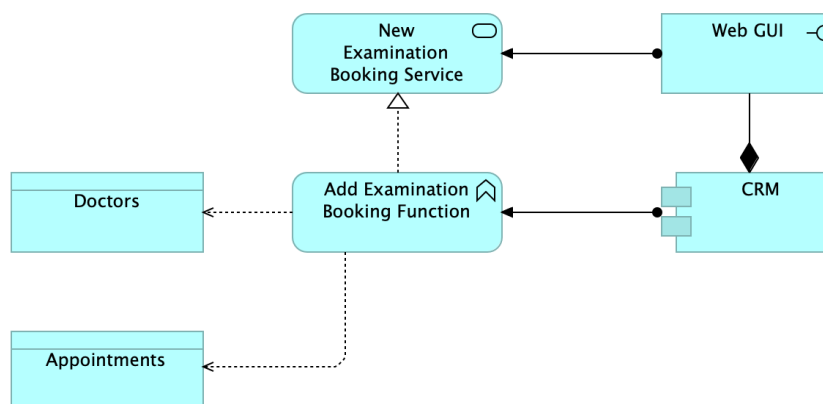 New
Examination
Booking Service
Web GUI
Doctors
Add Examination
Booking Function
CRM
Appointments